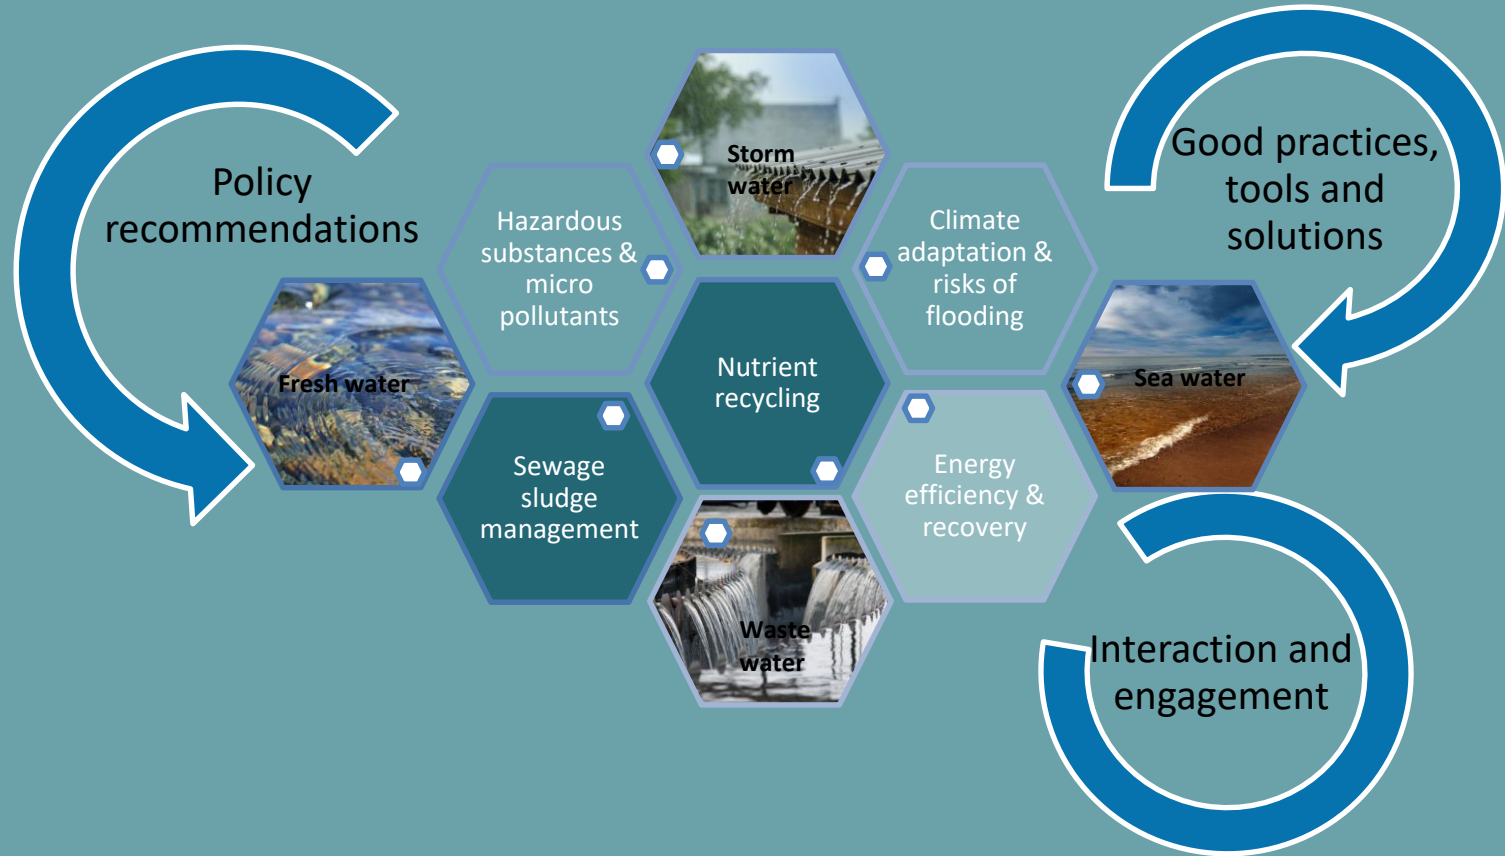 Policy
recommendations
Good practices,
tools and
solutions
Storm
water
Hazardous
substances &
micro
pollutants
Climate
adaptation &
risks of
flooding
Fresh water
Nutrient
recycling
Sea water
Sewage
sludge
management
Energy
efficiency &
recovery
Waste
water
Interaction and
engagement